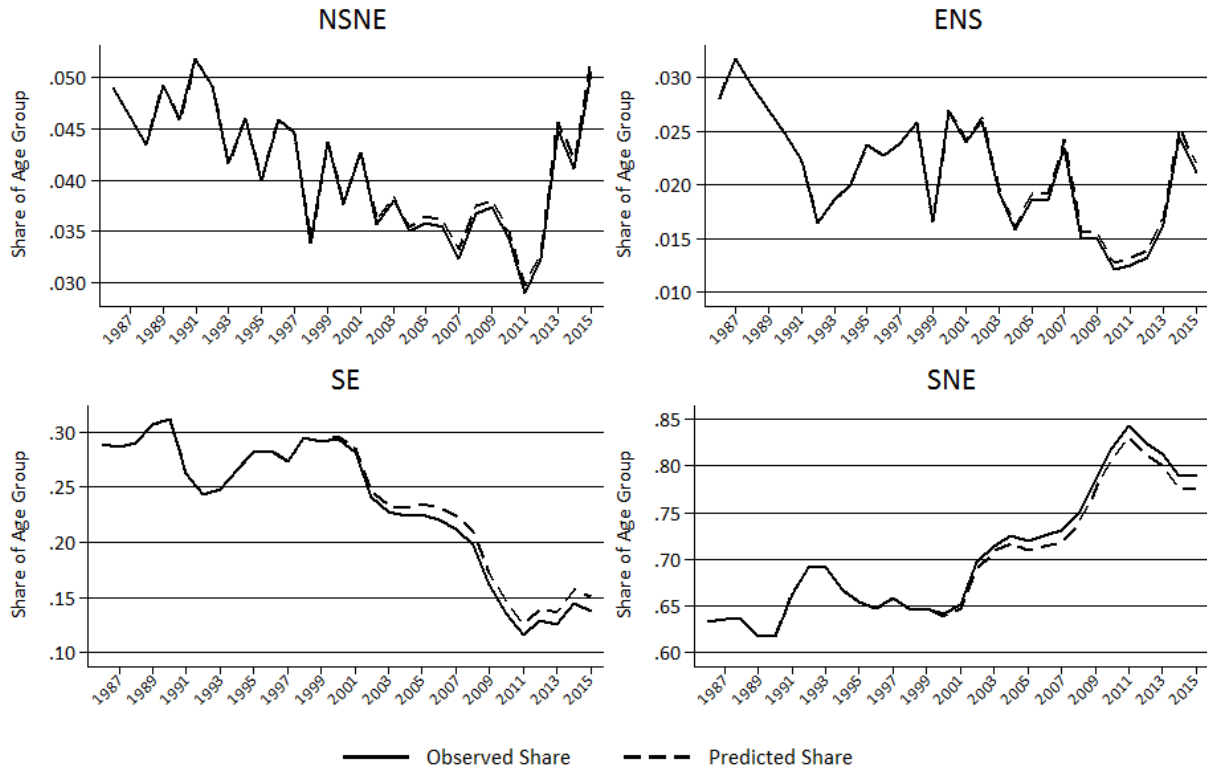 NSNE
Share of Age Group
.050
.045
.040
.035
.030
1987 1989 1991 1993 1995 1997 1999 2001 2003 2005 2007 2009 2011 2013 2015
ENS
Share of Age Group
.030
.025
.020
.015
.010
1987 1989 1991 1993 1995 1997 1999 2001 2003 2005 2007 2009 2011 2013 2015
SE
Share of Age Group
.30
.25
.20
.15
.10
1987 1989 1991 1993 1995 1997 1999 2001 2003 2005 2007 2009 2011 2013 2015
SNE
Share of Age Group
.85
.80
.75
.70
.65
.60
1987 1989 1991 1993 1995 1997 1999 2001 2003 2005 2007 2009 2011 2013 2015
Observed Share Predicted Share